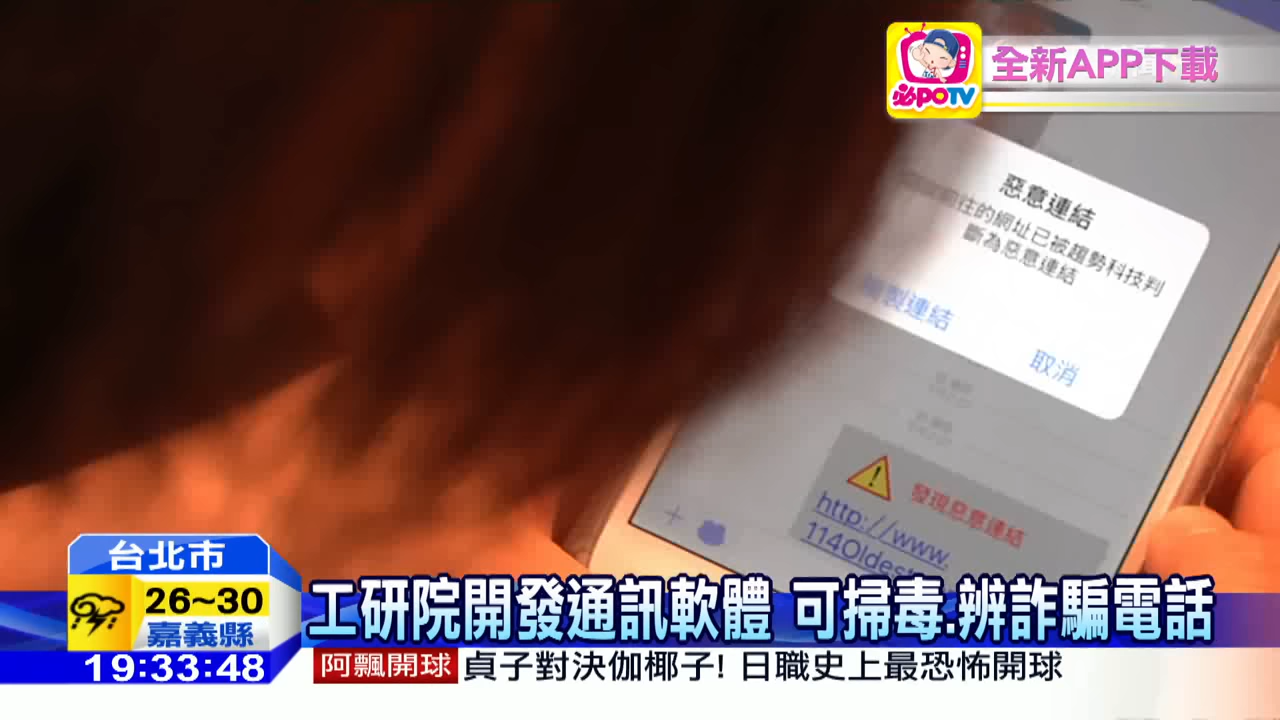 必POTV
全新APP下載
惡意連結
往的網址已被趨勢科技判
斷為惡意連結
製連結
取消
發現惡意連結
http://www.
114Oldest
台北市
26~30
嘉義縣
19:33:48
工研院開發通訊軟體 可掃毒.辨詐騙電話
阿飄開球 貞子對決伽椰子! 日職史上最恐怖開球